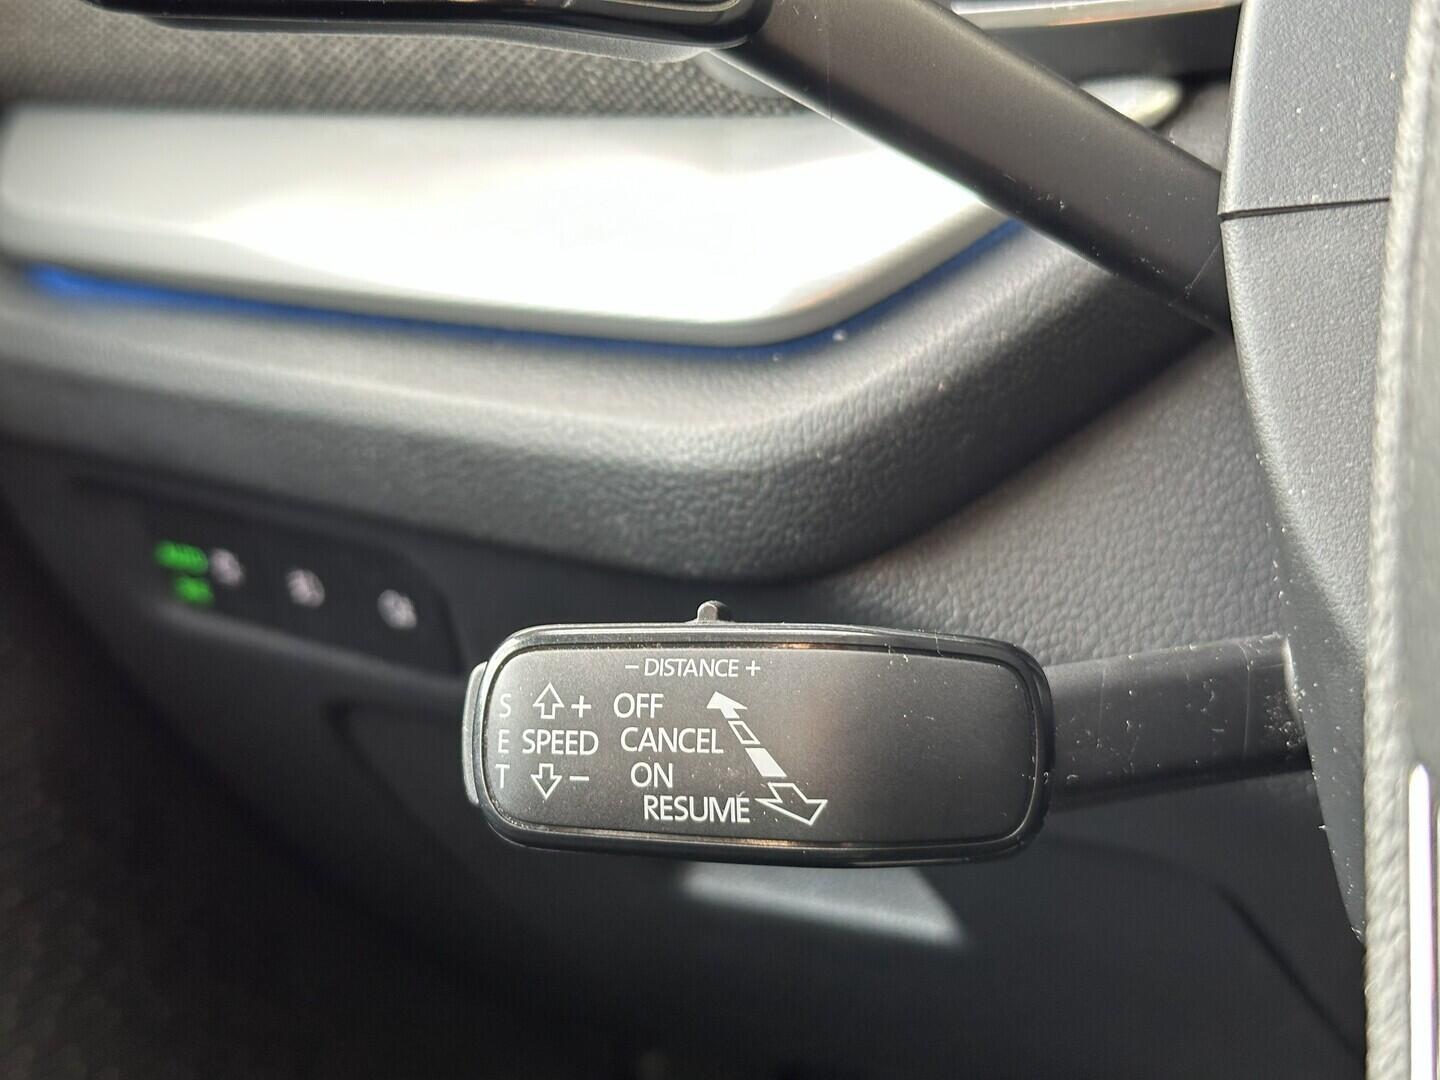 − DISTANCE +
S + OFF
E SPEED CANCEL
T − ON
RESUME